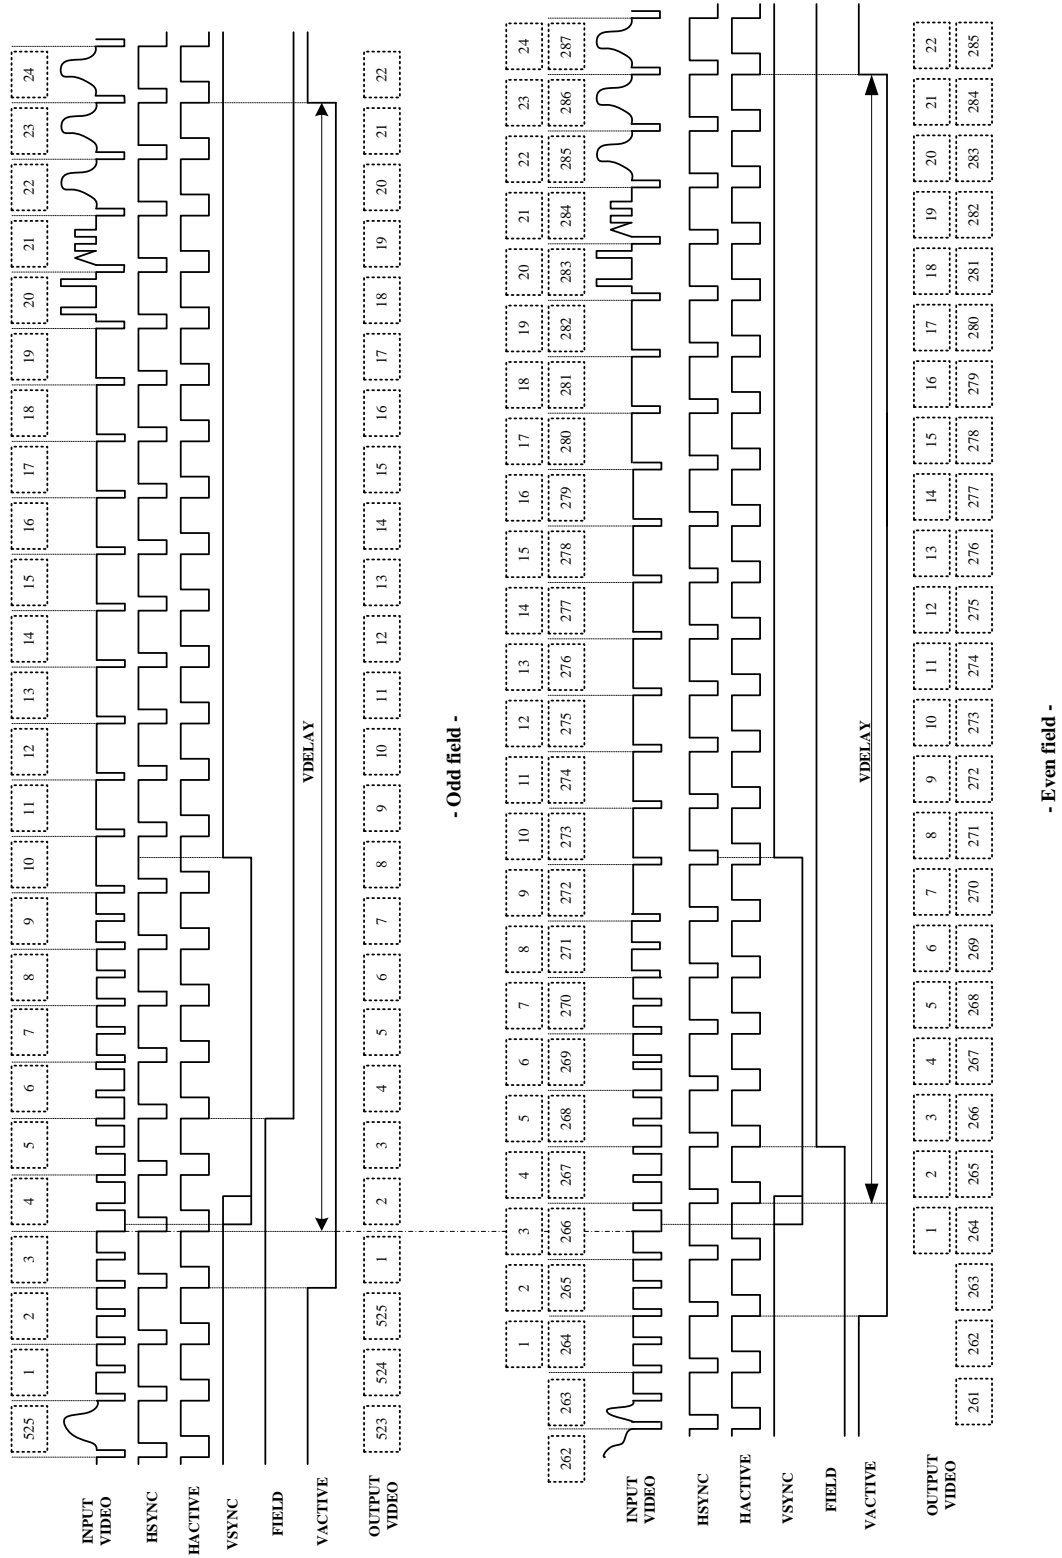 525 1 2 3 4 5 6 7 8 9 10 11 12 13 14 15 16 17 18 19 20 21 22 23 24
INPUT
VIDEO
HSYNC
HACTIVE
VSYNC
FIELD
VACTIVE
VDELAY
OUTPUT
VIDEO
523 524 525 1 2 3 4 5 6 7 8 9 10 11 12 13 14 15 16 17 18 19 20 21 22
- Odd field -
1 2 3 4 5 6 7 8 9 10 11 12 13 14 15 16 17 18 19 20 21 22 23 24
262 263 264 265 266 267 268 269 270 271 272 273 274 275 276 277 278 279 280 281 282 283 284 285 286 287
INPUT
VIDEO
HSYNC
HACTIVE
VSYNC
FIELD
VACTIVE
VDELAY
OUTPUT
VIDEO
1 2 3 4 5 6 7 8 9 10 11 12 13 14 15 16 17 18 19 20 21 22
261 262 263 264 265 266 267 268 269 270 271 272 273 274 275 276 277 278 279 280 281 282 283 284 285
- Even field -